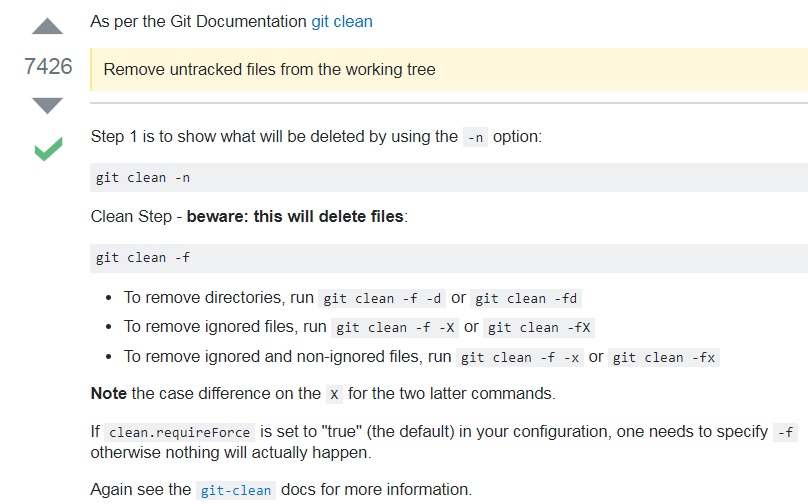 As per the Git Documentation git clean
7426
Remove untracked files from the working tree
Step 1 is to show what will be deleted by using the -n option:
git clean -n
Clean Step - beware: this will delete files:
git clean -f
• To remove directories, run git clean -f -d or git clean -fd
• To remove ignored files, run git clean -f -X or git clean -fX
• To remove ignored and non-ignored files, run git clean -f -x or git clean -fx
Note the case difference on the X for the two latter commands.
If clean.requireForce is set to "true" (the default) in your configuration, one needs to specify -f
otherwise nothing will actually happen.
Again see the git-clean docs for more information.